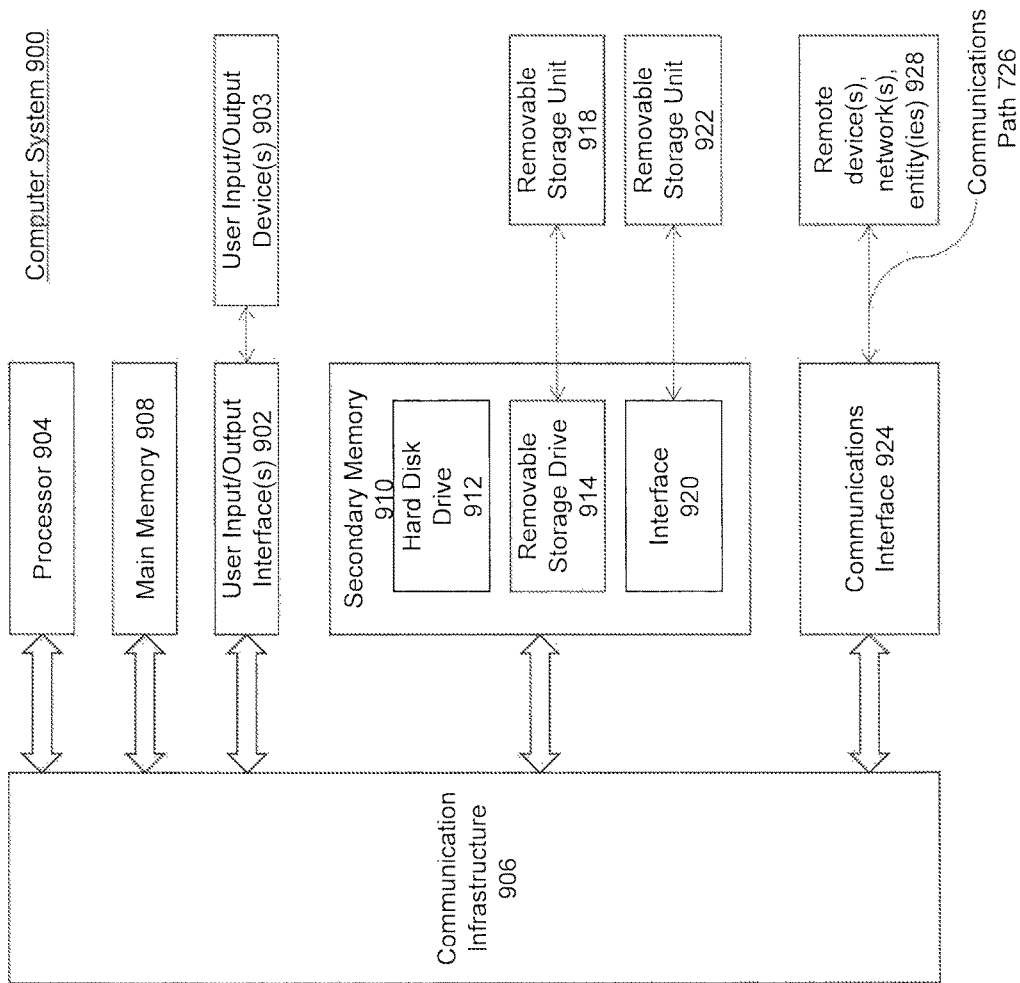 Computer System 900
Processor 904
Main Memory 908
User Input/Output
Interface(s) 902
User Input/Output
Device(s) 903
Communication
Infrastructure
906
Secondary Memory
910
Hard Disk
Drive
912
Removable
Storage Drive
914
Removable
Storage Unit
918
Interface
920
Removable
Storage Unit
922
Communications
Interface 924
Remote
device(s),
network(s),
entity(ies) 928
Communications
Path 726